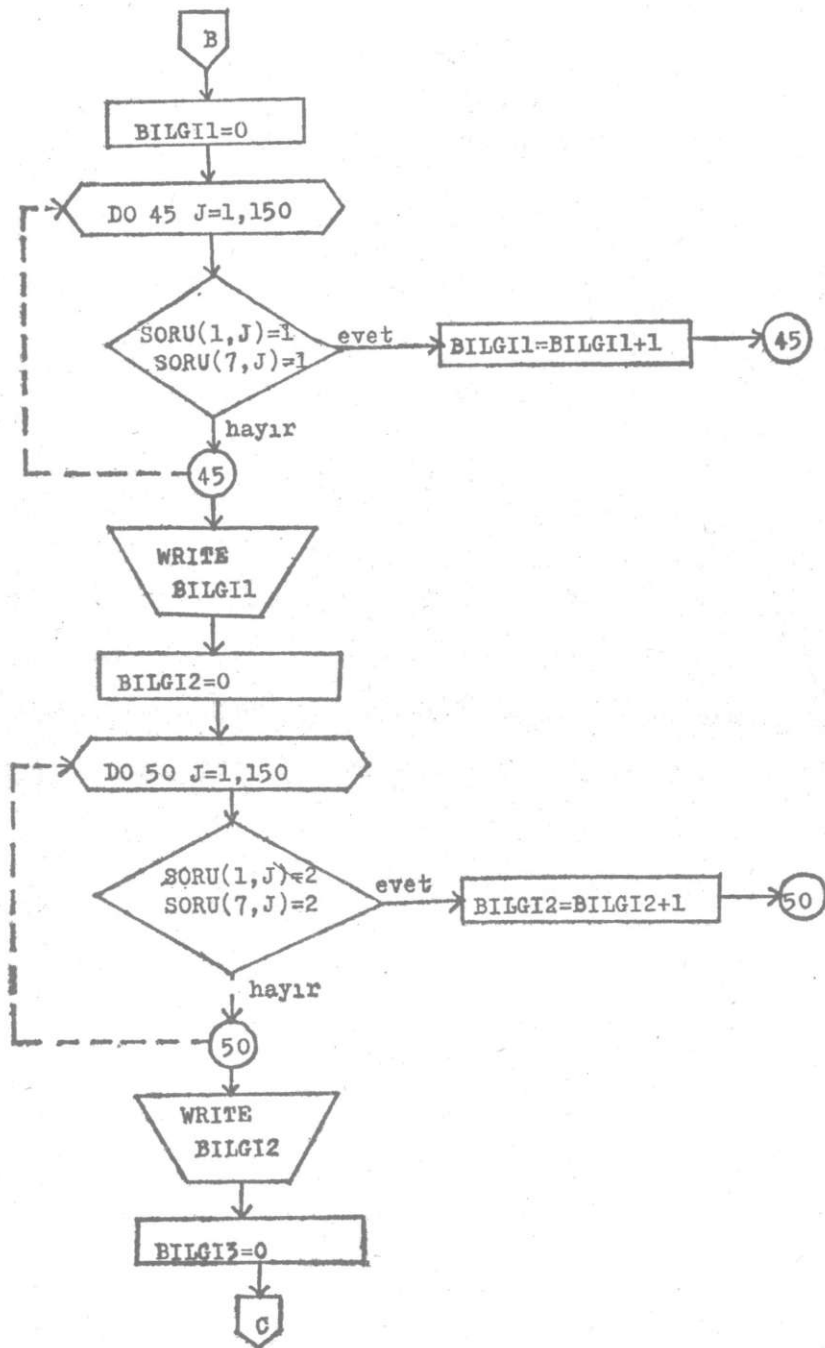 B
BILGI1=0
DO 45 J=1,150
SORU(1,J)=1
SORU(7,J)=1
evet
BILGI1=BILGI1+1
45
hayır
45
WRITE
BILGI1
BILGI2=0
DO 50 J=1,150
SORU(1,J)=2
SORU(7,J)=2
evet
BILGI2=BILGI2+1
50
hayır
50
WRITE
BILGI2
BILGI3=0
C